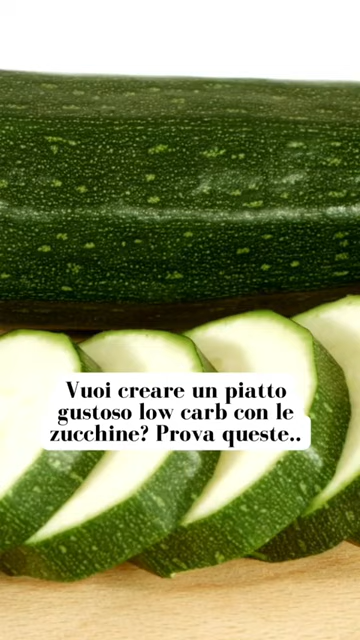 Vuoi creare un piatto
gustoso low carb con le
zucchine? Prova queste..